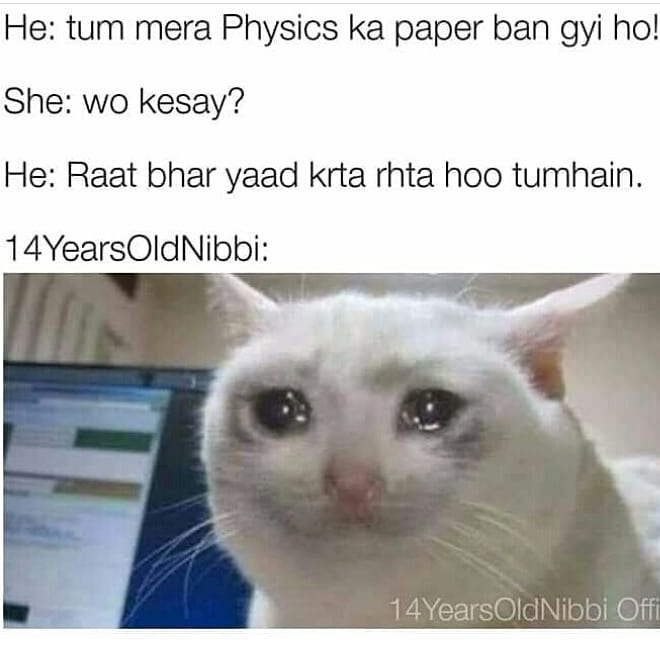 He: tum mera Physics ka paper ban gyi ho!
She: wo kesay?
He: Raat bhar yaad krta rhta hoo tumhain.
14YearsOldNibbi:
14YearsOldNibbi Offi